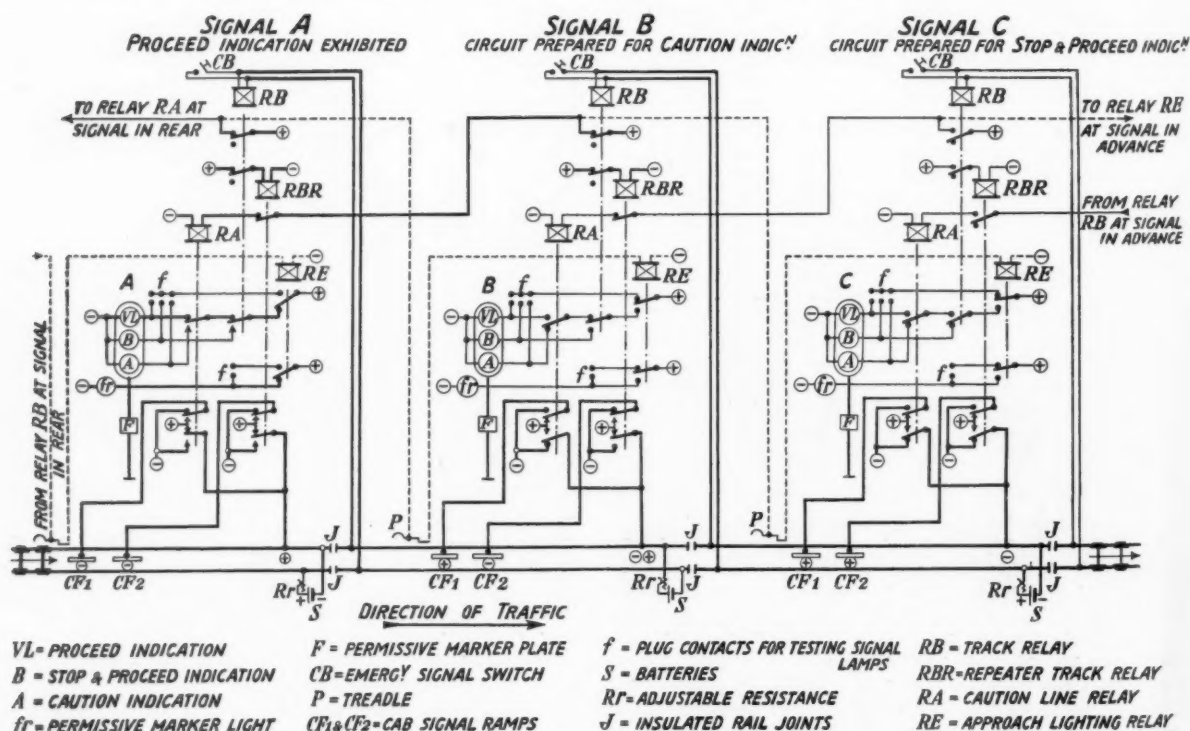 SIGNAL A
PROCEED INDICATION EXHIBITED
SIGNAL B
CIRCUIT PREPARED FOR CAUTION INDICᴺ
SIGNAL C
CIRCUIT PREPARED FOR STOP & PROCEED INDICᴺ
CB
CB
CB
RB
RB
RB
TO RELAY RA AT
SIGNAL IN REAR
TO RELAY RE
AT SIGNAL IN
ADVANCE
RBR
RBR
RBR
RA
RA
RA
FROM RELAY
RB AT SIGNAL
IN ADVANCE
RE
RE
RE
A
f
B
f
C
f
VL
VL
VL
B
B
B
A
A
A
f
f
f
fr
fr
fr
F
F
F
FROM RELAY RB AT SIGNAL
IN REAR
P
P
J
J
J
CF1
CF2
CF1
CF2
CF1
CF2
Rr
J
Rr
J
Rr
J
S
S
S
DIRECTION OF TRAFFIC
VL = PROCEED INDICATION
B = STOP & PROCEED INDICATION
A = CAUTION INDICATION
fr = PERMISSIVE MARKER LIGHT
F = PERMISSIVE MARKER PLATE
CB = EMERGY SIGNAL SWITCH
P = TREADLE
CF1 & CF2 = CAB SIGNAL RAMPS
f = PLUG CONTACTS FOR TESTING SIGNAL
LAMPS
S = BATTERIES
Rr = ADJUSTABLE RESISTANCE
J = INSULATED RAIL JOINTS
RB = TRACK RELAY
RBR = REPEATER TRACK RELAY
RA = CAUTION LINE RELAY
RE = APPROACH LIGHTING RELAY